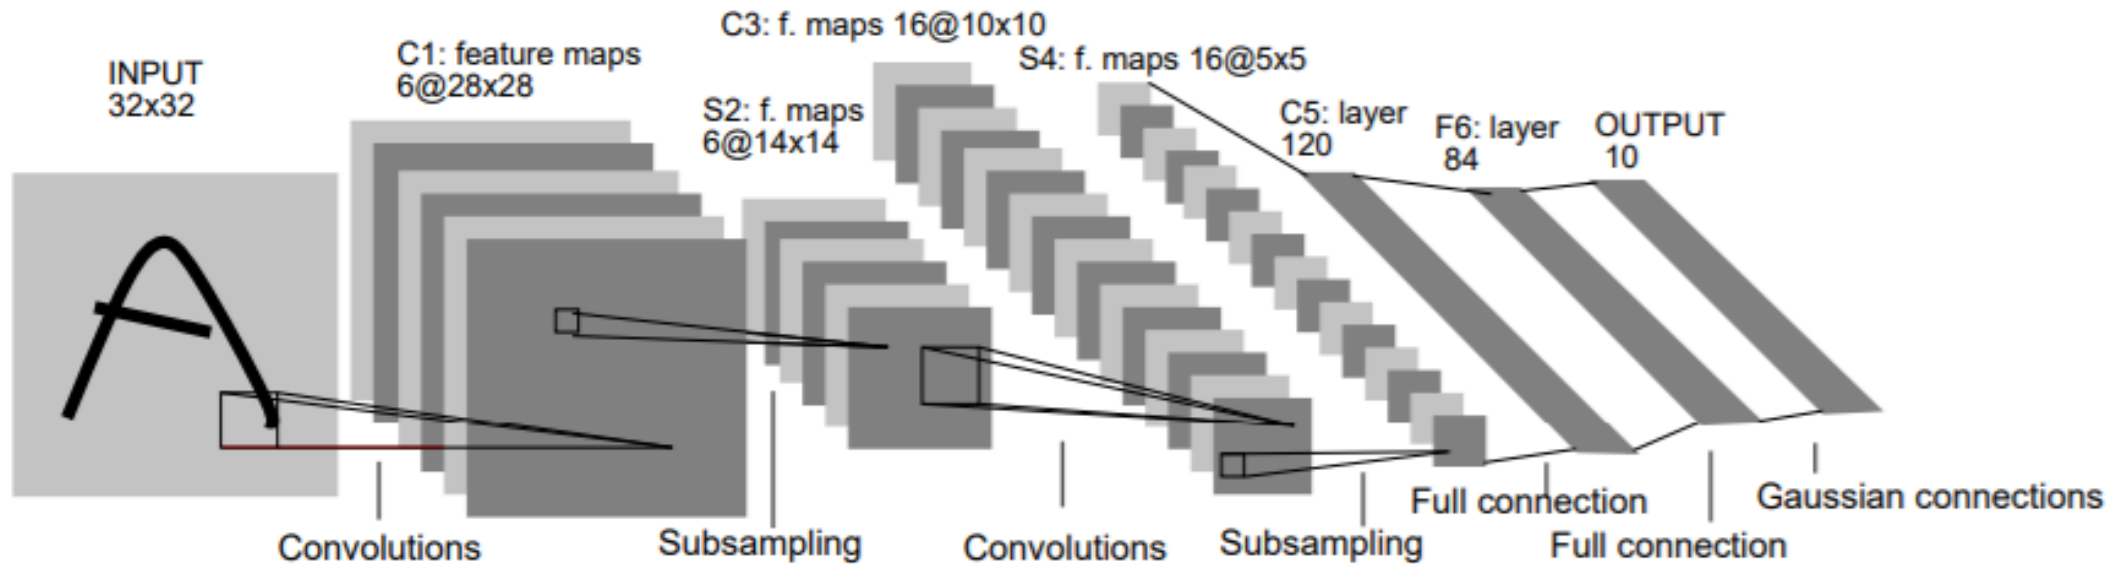 INPUT
32x32
C1: feature maps
6@28x28
S2: f. maps
6@14x14
C3: f. maps 16@10x10
S4: f. maps 16@5x5
C5: layer
120
F6: layer
84
OUTPUT
10
Convolutions
Subsampling
Convolutions
Subsampling
Full connection
Full connection
Gaussian connections